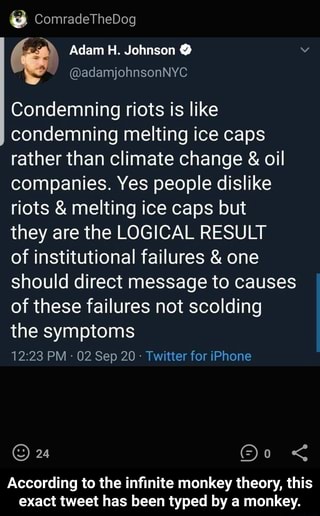 ComradeTheDog
Adam H. Johnson
@adamjohnsonNYC
Condemning riots is like
condemning melting ice caps
rather than climate change & oil
companies. Yes people dislike
riots & melting ice caps but
they are the LOGICAL RESULT
of institutional failures & one
should direct message to causes
of these failures not scolding
the symptoms
12:23 PM · 02 Sep 20 · Twitter for iPhone
24
0
According to the infinite monkey theory, this
exact tweet has been typed by a monkey.